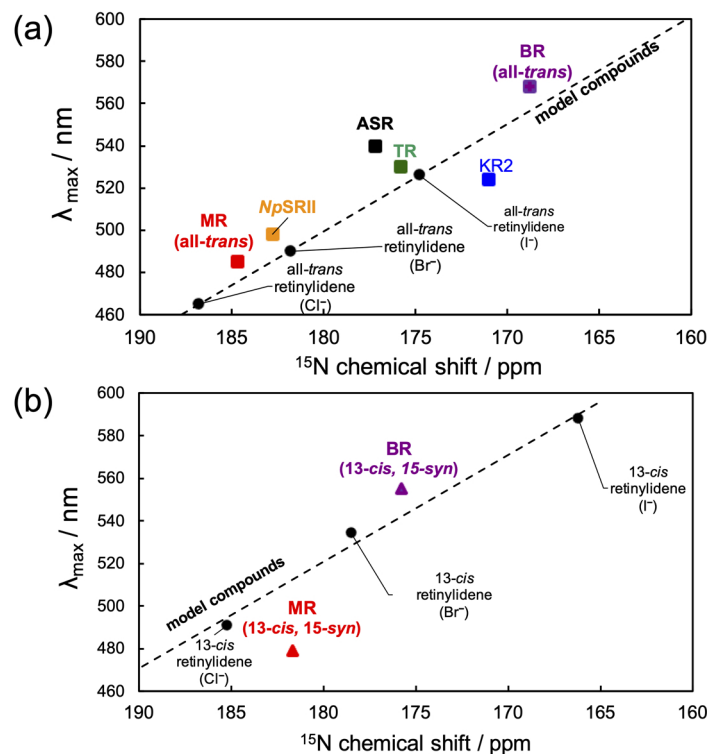 (a)
600
580
560
540
520
500
480
460
λmax / nm
BR
(all-trans)
model compounds
ASR
TR
KR2
NpSRII
MR
(all-trans)
all-trans
retinylidene
(I⁻)
all-trans
retinylidene
(Br⁻)
all-trans
retinylidene
(Cl⁻)
190 185 180 175 170 165 160
¹⁵N chemical shift / ppm
(b)
600
580
560
540
520
500
480
460
λmax / nm
BR
(13-cis, 15-syn)
13-cis
retinylidene
(I⁻)
model compounds
13-cis
retinylidene
(Br⁻)
MR
(13-cis, 15-syn)
13-cis
retinylidene
(Cl⁻)
190 185 180 175 170 165 160
¹⁵N chemical shift / ppm